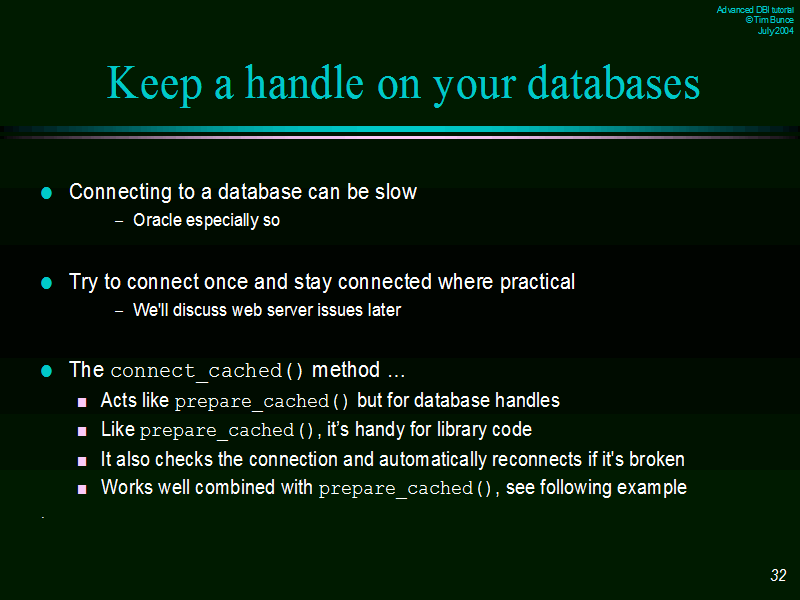 Advanced DBI tutorial
© Tim Bunce
July 2004
Keep a handle on your databases
Connecting to a database can be slow
– Oracle especially so
Try to connect once and stay connected where practical
– We'll discuss web server issues later
The connect_cached() method ...
Acts like prepare_cached() but for database handles
Like prepare_cached(), it’s handy for library code
It also checks the connection and automatically reconnects if it's broken
Works well combined with prepare_cached(), see following example
.
32